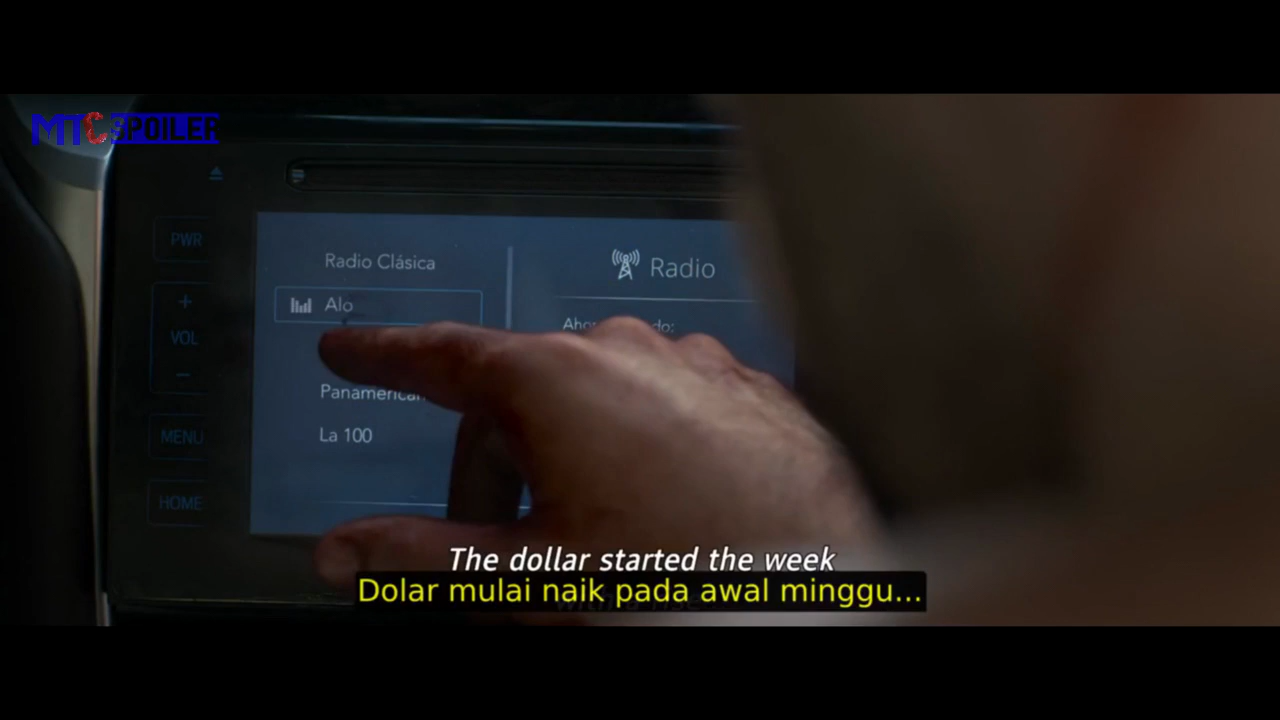 MTC SPOILER
PWR
+
VOL
−
MENU
HOME
Radio Clásica
Alo
La 100
Radio
The dollar started the week
Dolar mulai naik pada awal minggu...